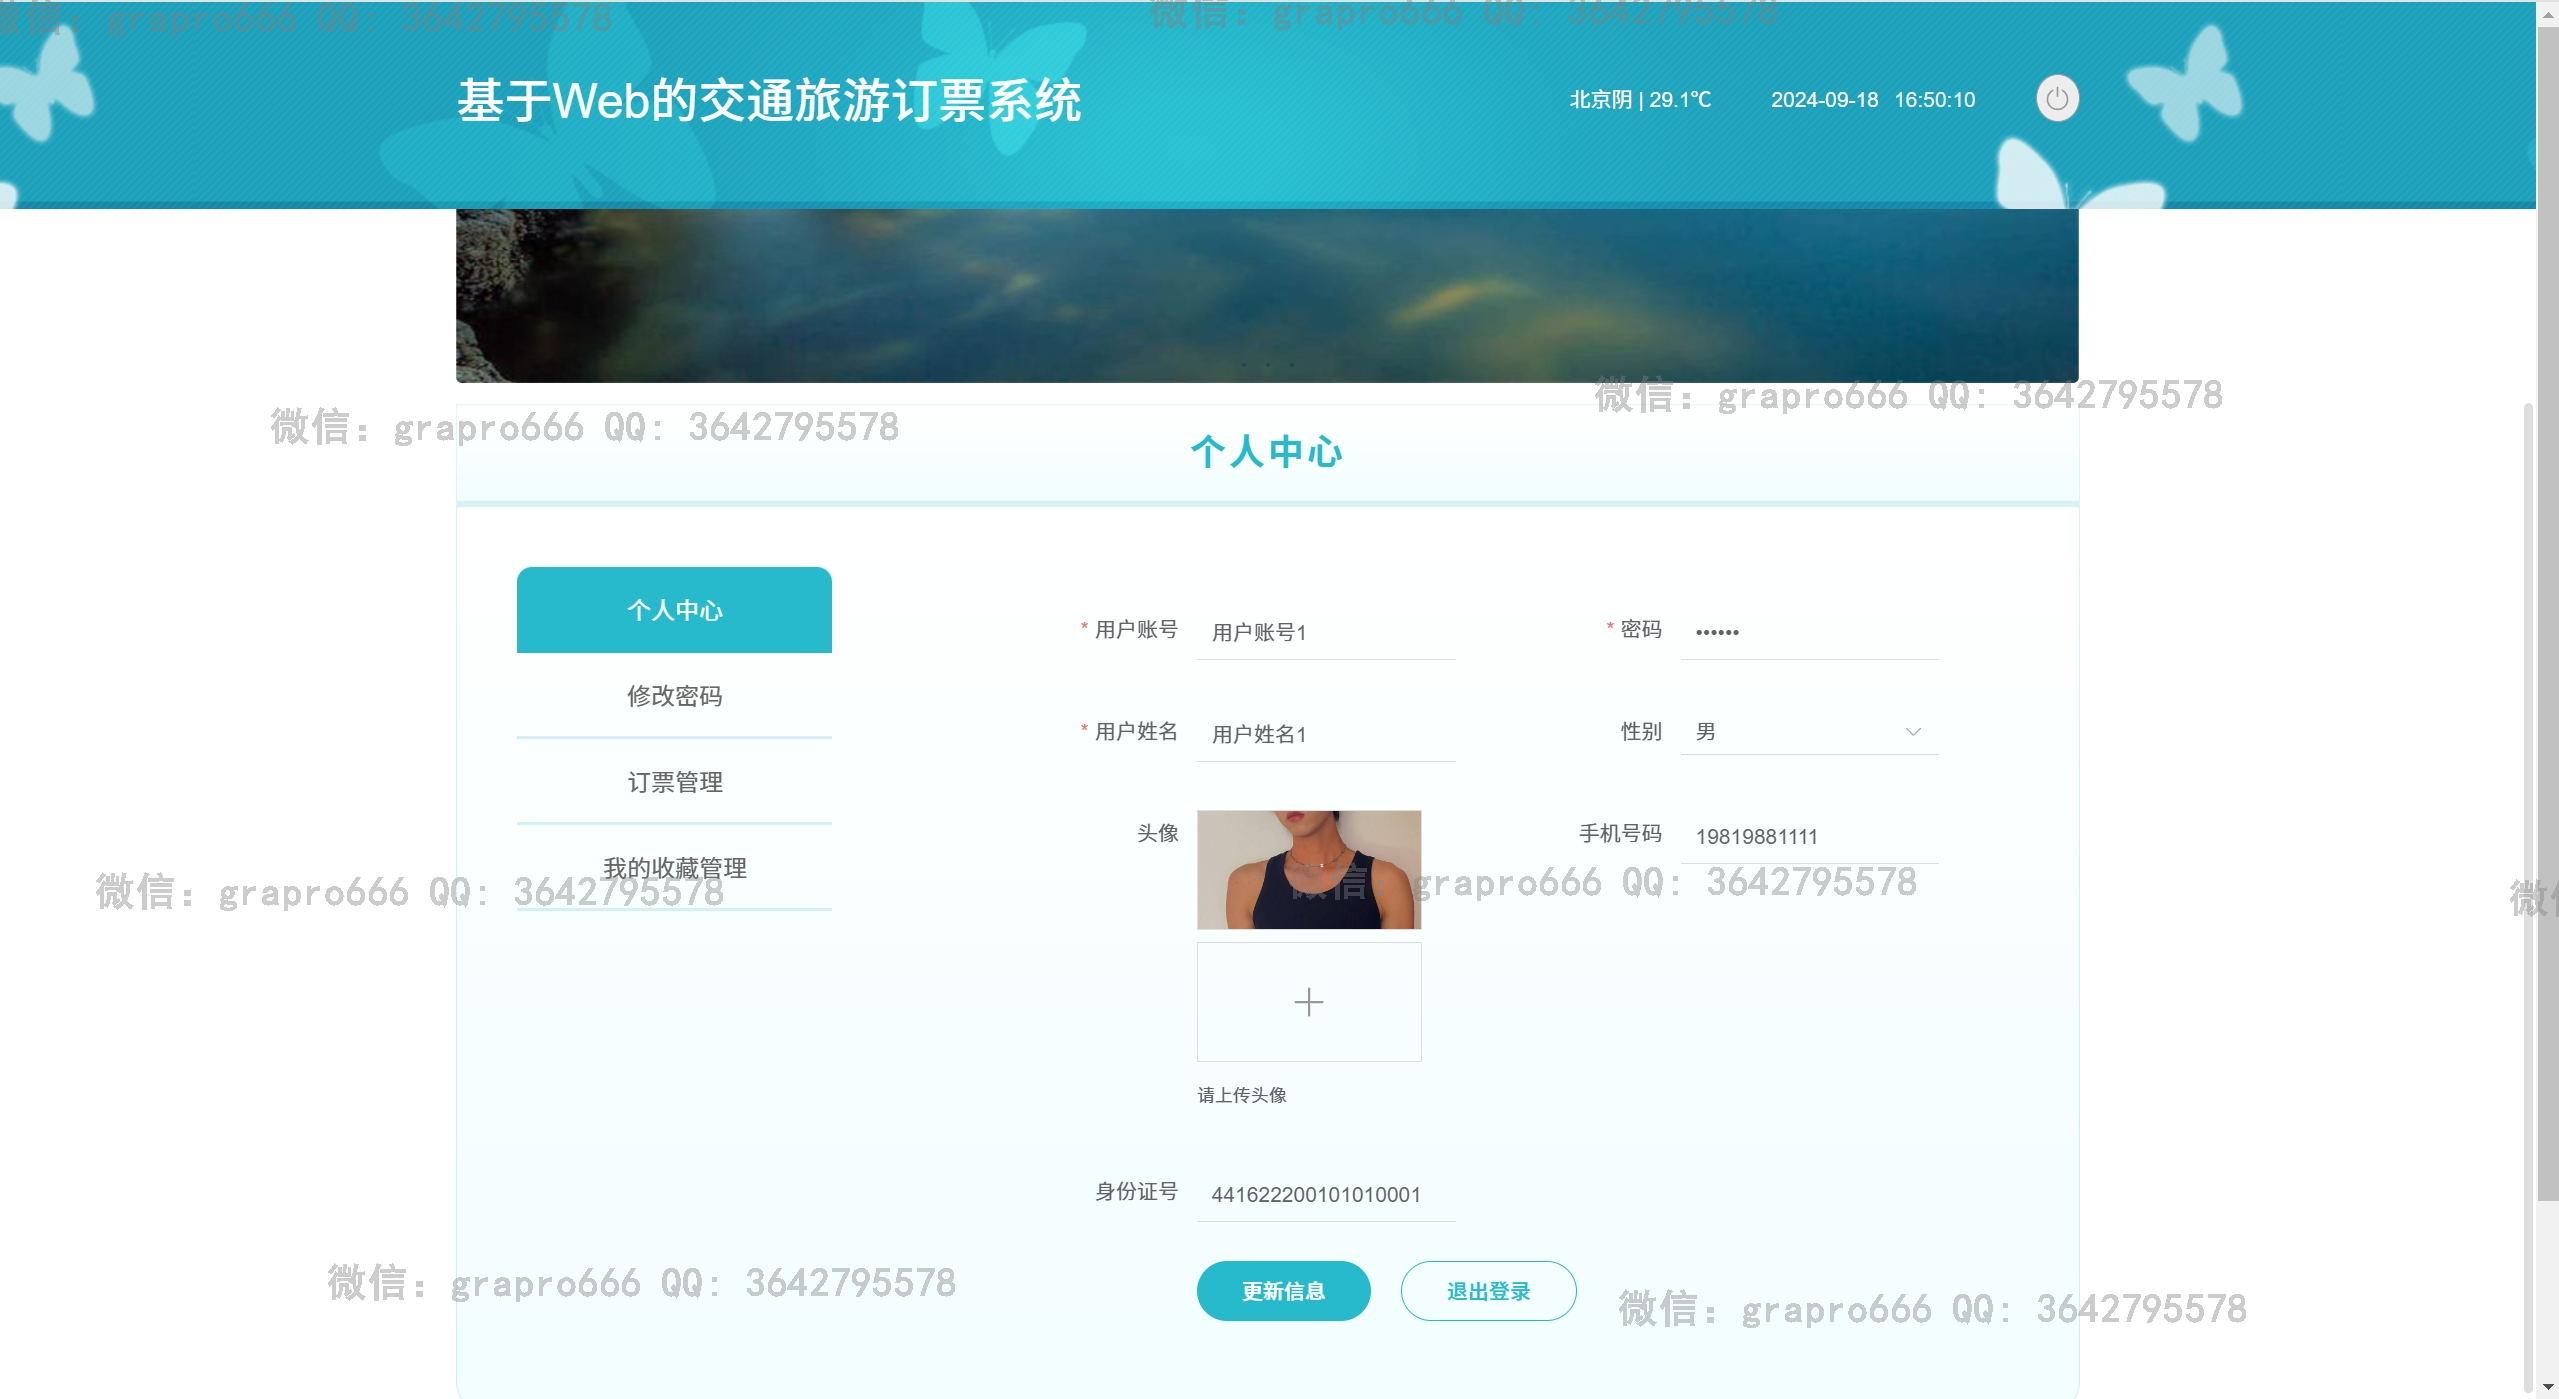 微信: grapro666 QQ: 3642795578
微信: grapro666 QQ: 3642795578
基于Web的交通旅游订票系统
北京阴 | 29.1℃ 2024-09-18 16:50:10
微信: grapro666 QQ: 3642795578
微信: grapro666 QQ: 3642795578
个人中心
个人中心
修改密码
订票管理
我的收藏管理
* 用户账号 用户账号1
* 密码 ••••••
* 用户姓名 用户姓名1
性别 男
头像
手机号码 19819881111
微信: grapro666 QQ: 3642795578
微信: grapro666 QQ: 3642795578
请上传头像
身份证号 441622200101010001
更新信息 退出登录
微信: grapro666 QQ: 3642795578
微信: grapro666 QQ: 3642795578